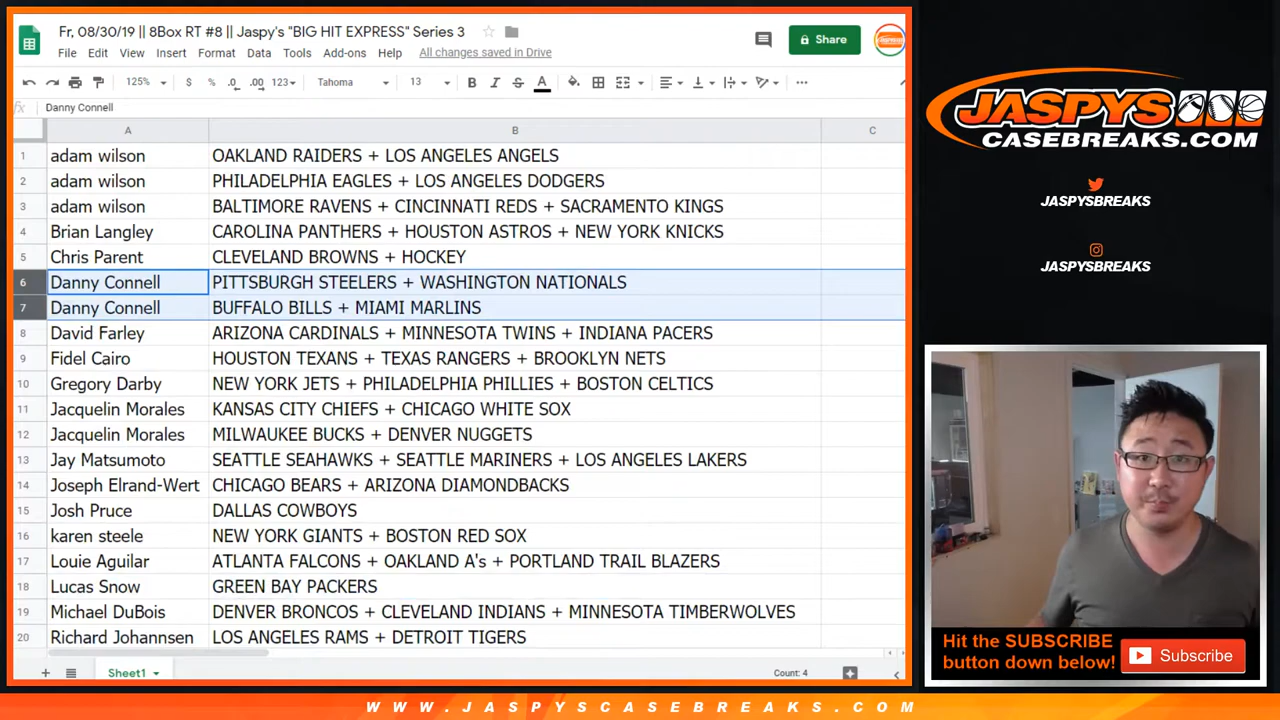 Fr, 08/30/19 || 8Box RT #8 || Jaspy's "BIG HIT EXPRESS" Series 3
File Edit View Insert Format Data Tools Add-ons Help All changes saved in Drive
Share
125% $ % .0 .00 123 Tahoma 13 B I S A
fx Danny Connell
A B C
1 adam wilson OAKLAND RAIDERS + LOS ANGELES ANGELS
2 adam wilson PHILADELPHIA EAGLES + LOS ANGELES DODGERS
3 adam wilson BALTIMORE RAVENS + CINCINNATI REDS + SACRAMENTO KINGS
4 Brian Langley CAROLINA PANTHERS + HOUSTON ASTROS + NEW YORK KNICKS
5 Chris Parent CLEVELAND BROWNS + HOCKEY
6 Danny Connell PITTSBURGH STEELERS + WASHINGTON NATIONALS
7 Danny Connell BUFFALO BILLS + MIAMI MARLINS
8 David Farley ARIZONA CARDINALS + MINNESOTA TWINS + INDIANA PACERS
9 Fidel Cairo HOUSTON TEXANS + TEXAS RANGERS + BROOKLYN NETS
10 Gregory Darby NEW YORK JETS + PHILADELPHIA PHILLIES + BOSTON CELTICS
11 Jacquelin Morales KANSAS CITY CHIEFS + CHICAGO WHITE SOX
12 Jacquelin Morales MILWAUKEE BUCKS + DENVER NUGGETS
13 Jay Matsumoto SEATTLE SEAHAWKS + SEATTLE MARINERS + LOS ANGELES LAKERS
14 Joseph Elrand-Wert CHICAGO BEARS + ARIZONA DIAMONDBACKS
15 Josh Pruce DALLAS COWBOYS
16 karen steele NEW YORK GIANTS + BOSTON RED SOX
17 Louie Aguilar ATLANTA FALCONS + OAKLAND A's + PORTLAND TRAIL BLAZERS
18 Lucas Snow GREEN BAY PACKERS
19 Michael DuBois DENVER BRONCOS + CLEVELAND INDIANS + MINNESOTA TIMBERWOLVES
20 Richard Johannsen LOS ANGELES RAMS + DETROIT TIGERS
Sheet1 Count: 4
JASPYS
CASEBREAKS.COM
JASPYSBREAKS
JASPYSBREAKS
Hit the SUBSCRIBE
button down below!
Subscribe
WWW.JASPYSCASEBREAKS.COM